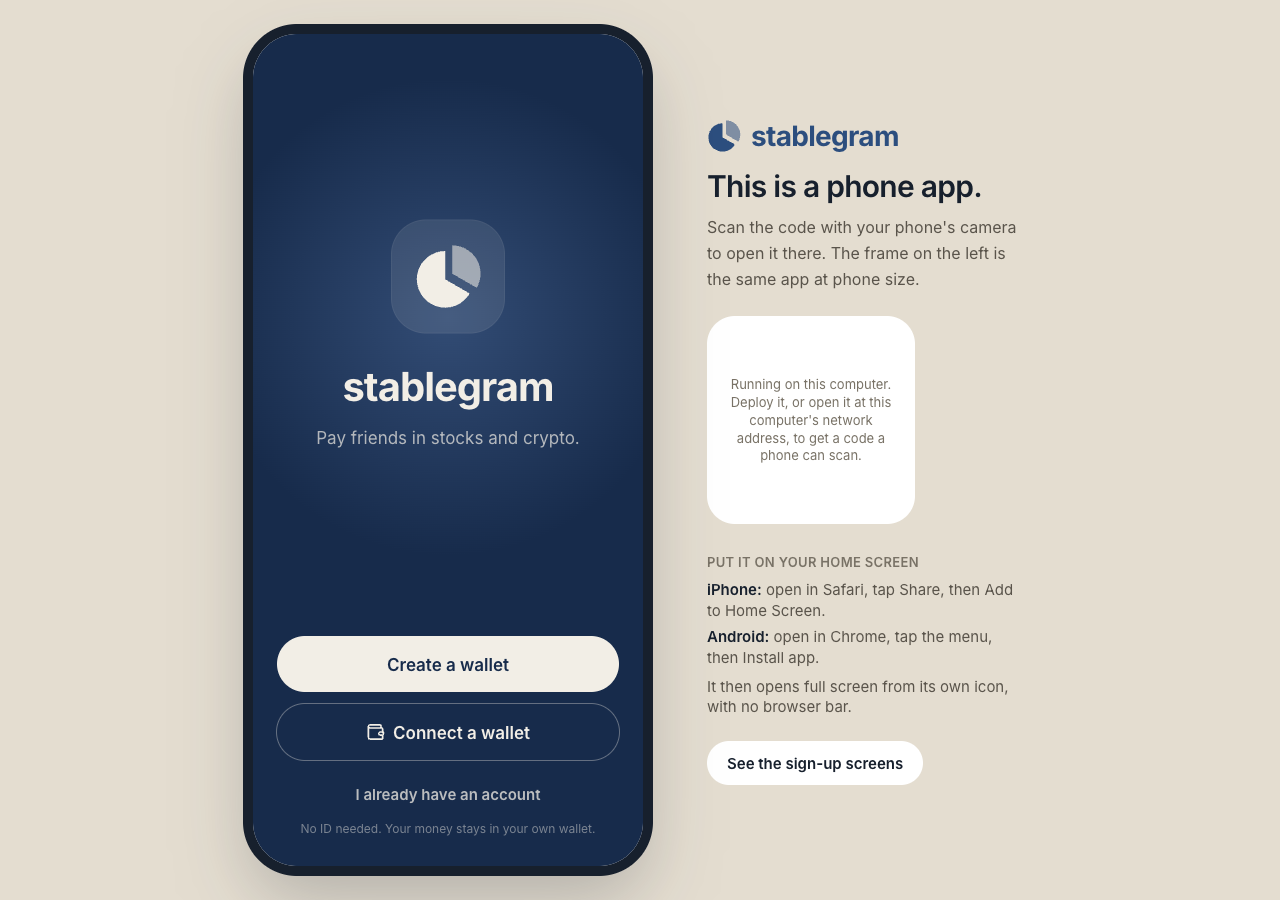 stablegram
Pay friends in stocks and crypto.
Create a wallet
Connect a wallet
I already have an account
No ID needed. Your money stays in your own wallet.
stablegram
This is a phone app.
Scan the code with your phone's camera
to open it there. The frame on the left is
the same app at phone size.
Running on this computer.
Deploy it, or open it at this
computer's network
address, to get a code a
phone can scan.
PUT IT ON YOUR HOME SCREEN
iPhone: open in Safari, tap Share, then Add
to Home Screen.
Android: open in Chrome, tap the menu,
then Install app.
It then opens full screen from its own icon,
with no browser bar.
See the sign-up screens